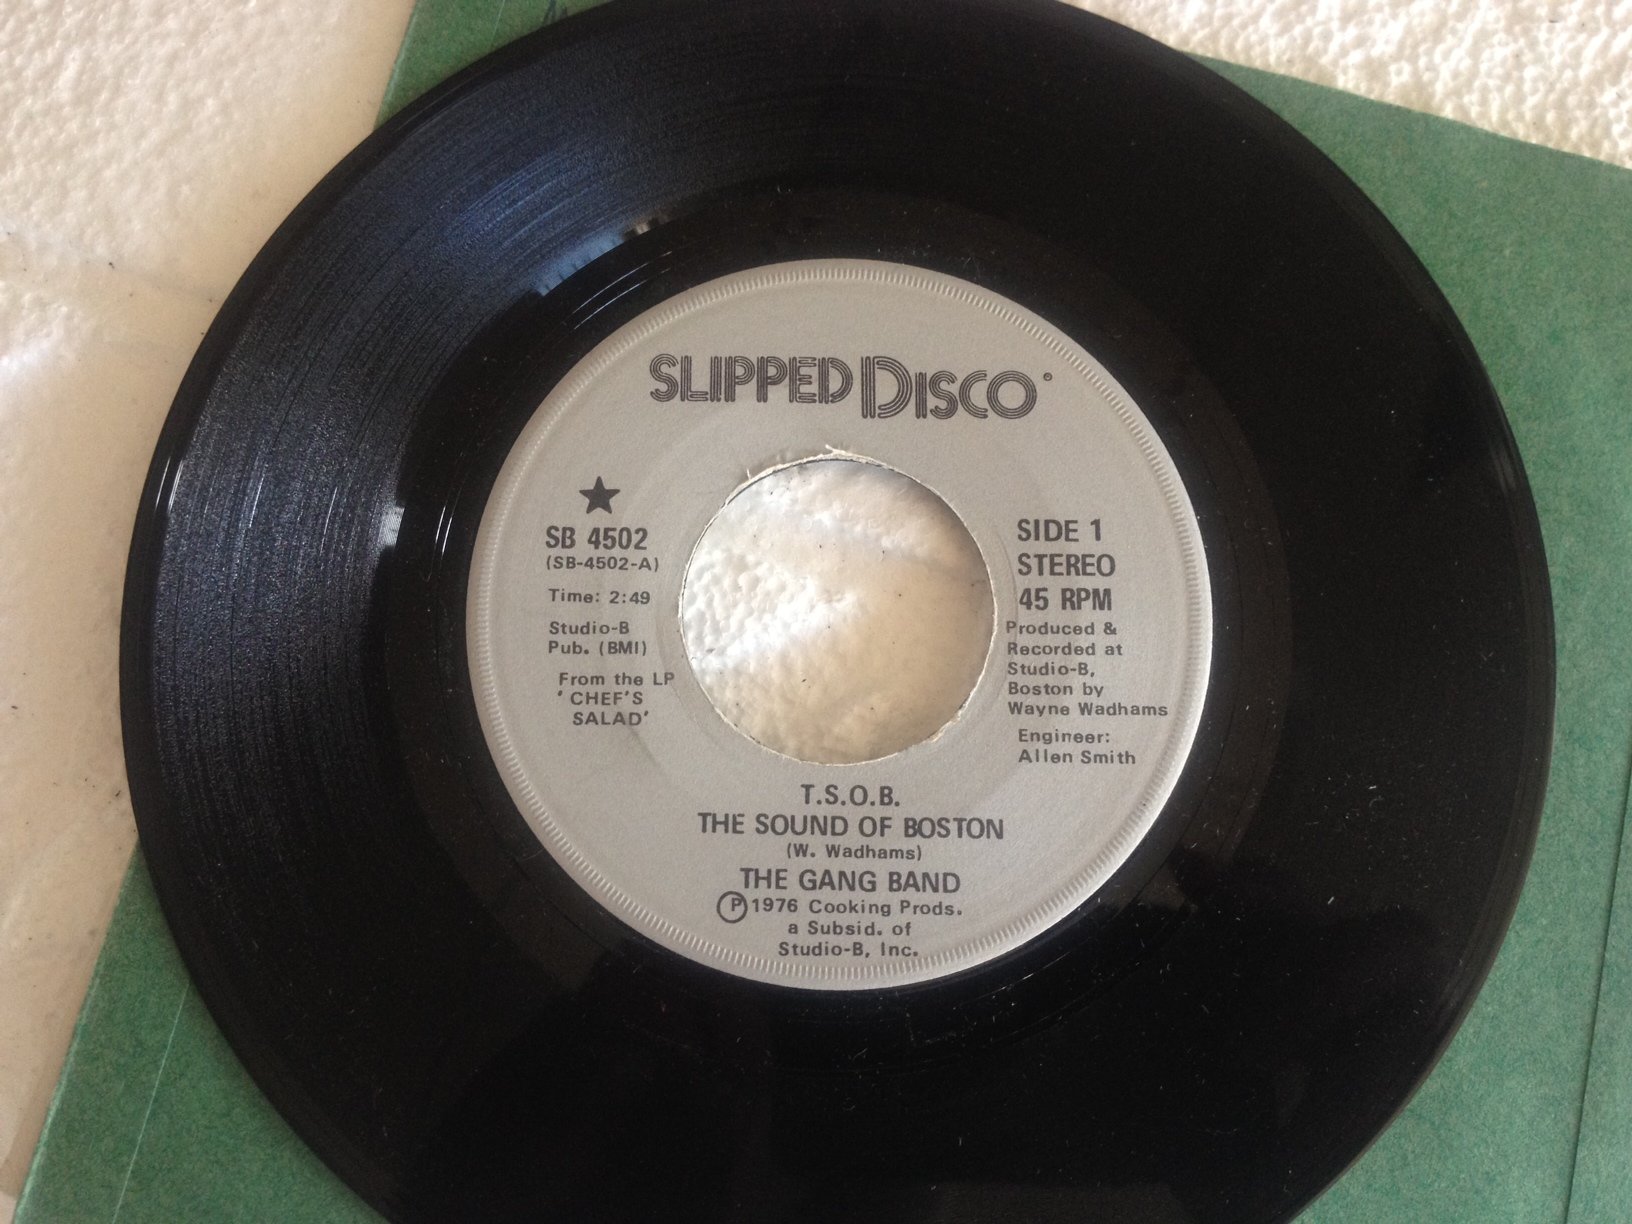 SLIPPED DISCO
SB 4502
(SB-4502-A)
Time: 2:49
Studio-B
Pub. (BMI)
From the LP
'CHEF'S
SALAD'
SIDE 1
STEREO
45 RPM
Produced &
Recorded at
Studio-B,
Boston by
Wayne Wadhams
Engineer:
Allen Smith
T.S.O.B.
THE SOUND OF BOSTON
(W. Wadhams)
THE GANG BAND
Ⓟ1976 Cooking Prods.
a Subsid. of
Studio-B, Inc.